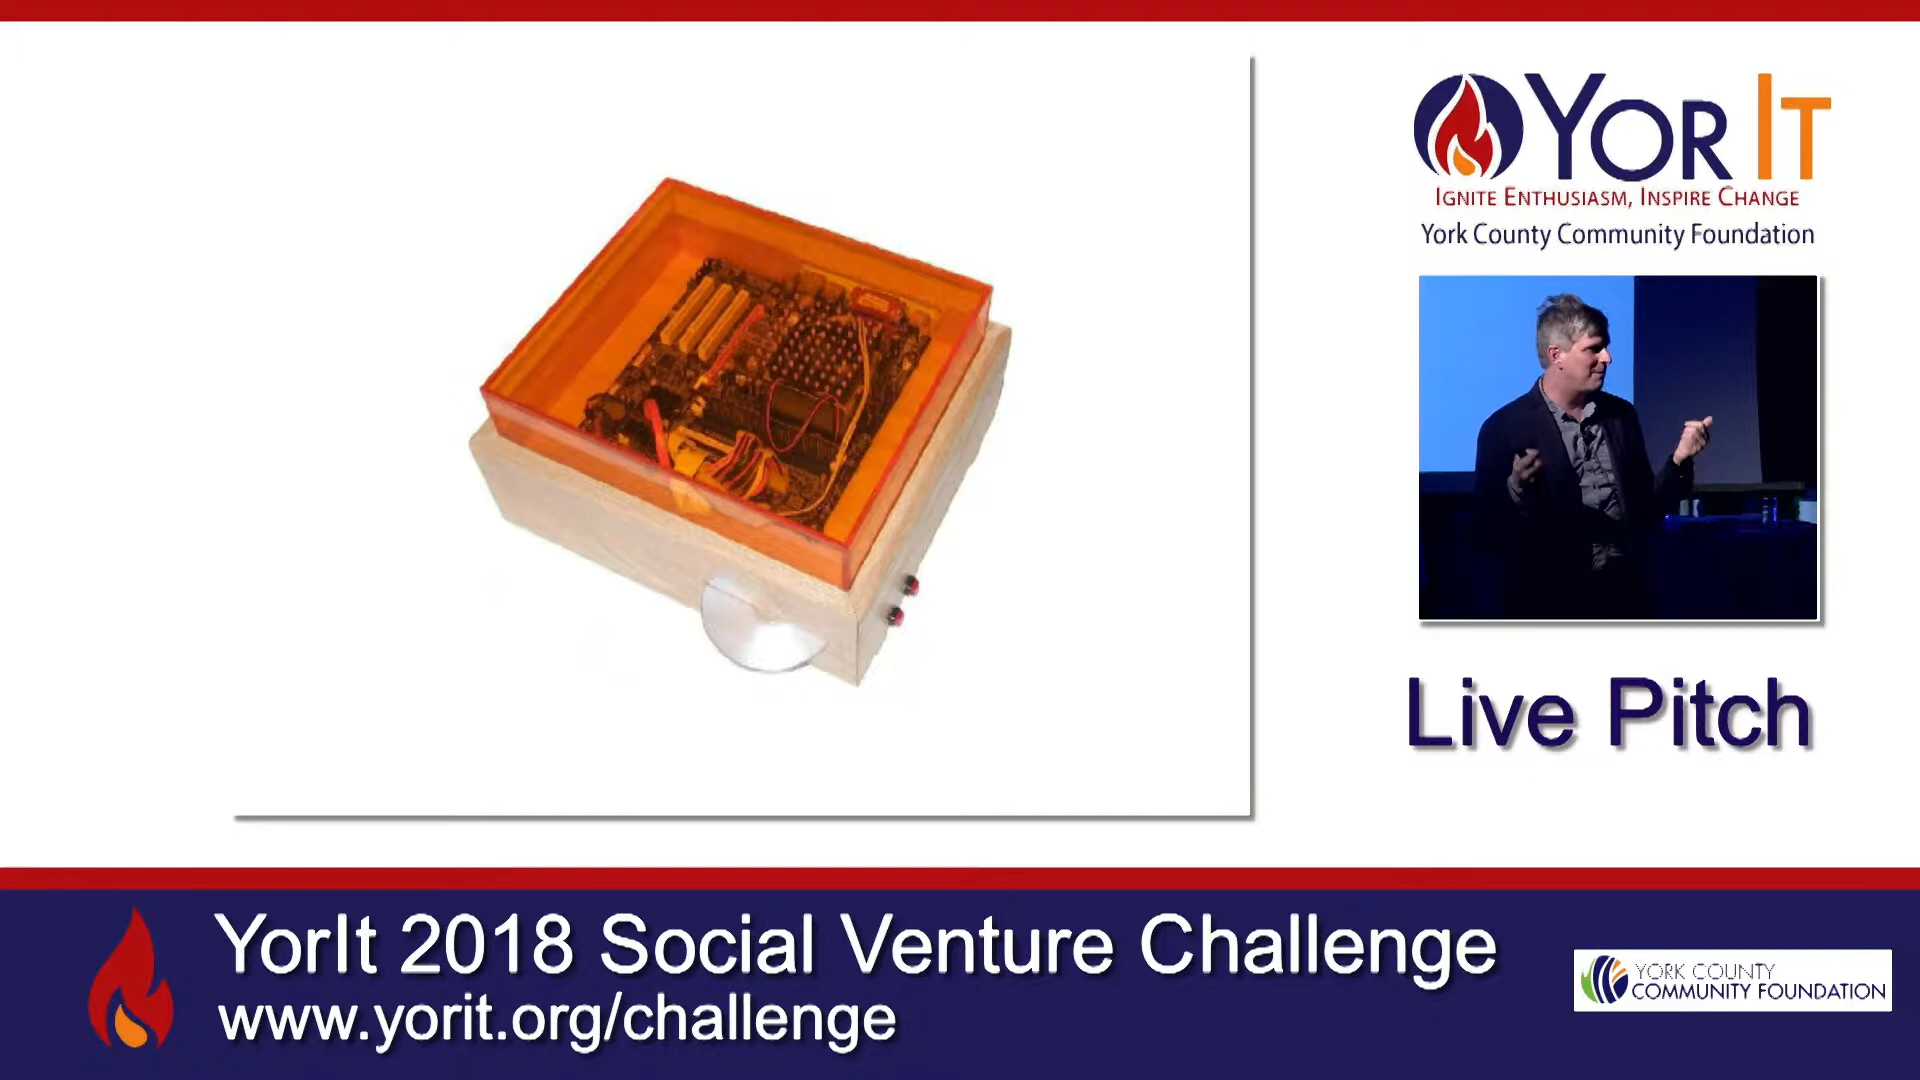 YOR IT
IGNITE ENTHUSIASM, INSPIRE CHANGE
York County Community Foundation
Live Pitch
YorIt 2018 Social Venture Challenge
www.yorit.org/challenge
YORK COUNTY
COMMUNITY FOUNDATION